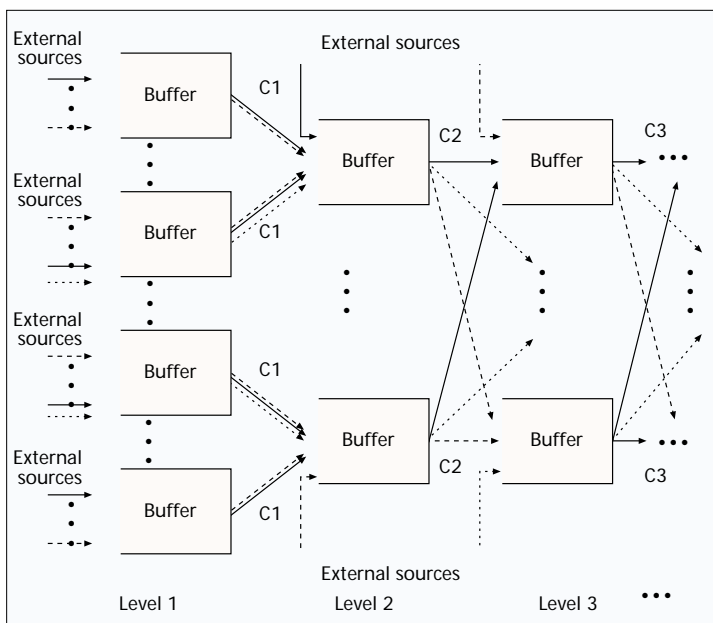 External
sources
Buffer
C1
External sources
External
sources
Buffer
C1
Buffer
C2
Buffer
C3
External
sources
Buffer
C1
External
sources
Buffer
C1
Buffer
C2
Buffer
C3
External sources
Level 1
Level 2
Level 3